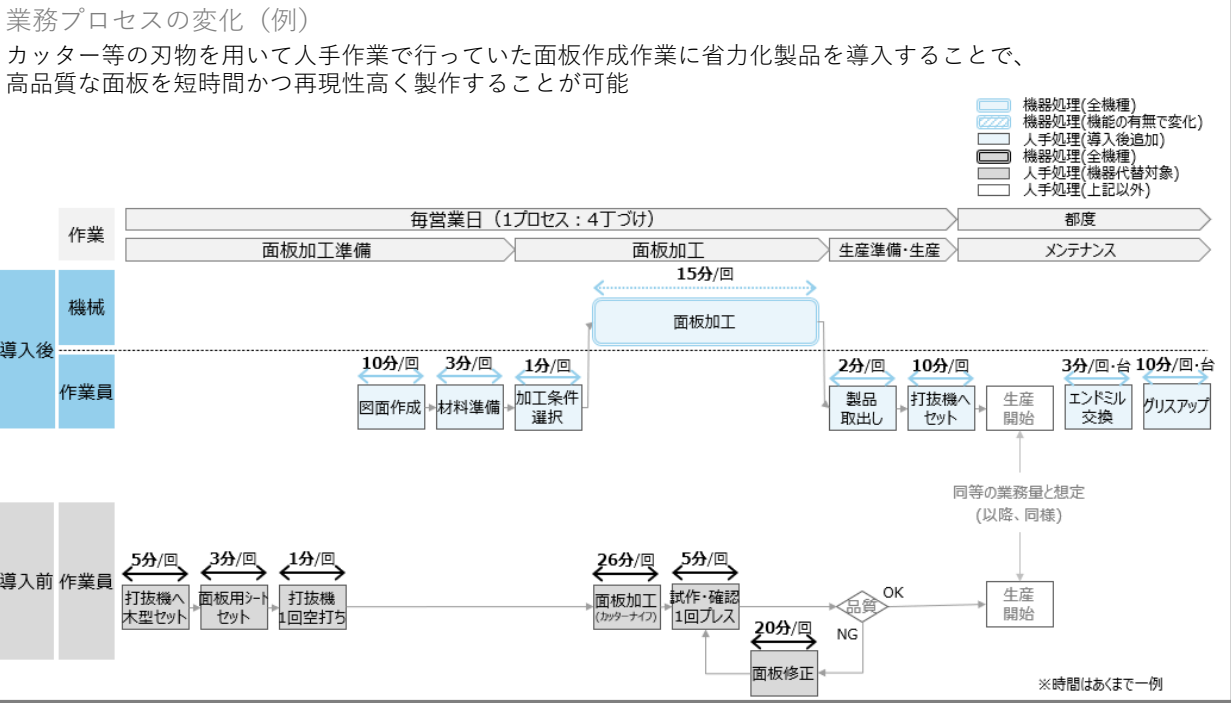 業務プロセスの変化（例）
カッター等の刃物を用いて人手作業で行っていた面板作成作業に省力化製品を導入することで、
高品質な面板を短時間かつ再現性高く製作することが可能
機器処理(全機種)
機器処理(機能の有無で変化)
人手処理(導入後追加)
機器処理(全機種)
人手処理(機器代替対象)
人手処理(上記以外)
作業
毎営業日（1プロセス：4丁づけ）
都度
面板加工準備
面板加工
生産準備・生産
メンテナンス
導入後
機械
15分/回
面板加工
作業員
10分/回
図面作成
3分/回
材料準備
1分/回
加工条件
選択
2分/回
製品
取出し
10分/回
打抜機へ
セット
生産
開始
3分/回・台
エンドミル
交換
10分/回・台
グリスアップ
同等の業務量と想定
(以降、同様)
導入前
作業員
5分/回
打抜機へ
木型セット
3分/回
面板用シート
セット
1分/回
打抜機
1回空打ち
26分/回
面板加工
(カッターナイフ)
5分/回
試作・確認
1回プレス
品質
OK
NG
20分/回
面板修正
生産
開始
※時間はあくまで一例